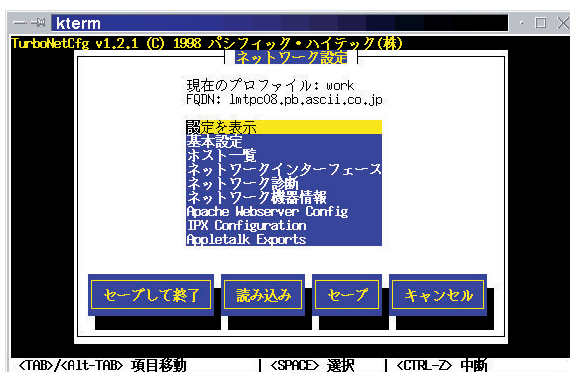 kterm
TurboNetCfg v1.2.1 (C) 1998 パシフィック・ハイテック(株)
ネットワーク設定
現在のプロファイル: work
FQDN: lmtpc08.pb.ascii.co.jp
設定を表示
基本設定
ホスト一覧
ネットワークインターフェース
ネットワーク診断
ネットワーク機器情報
Apache Webserver Config
IPX Configuration
Appletalk Exports
セーブして終了 読み込み セーブ キャンセル
<TAB>/<Alt-TAB> 項目移動 | <SPACE> 選択 | <CTRL-Z> 中断